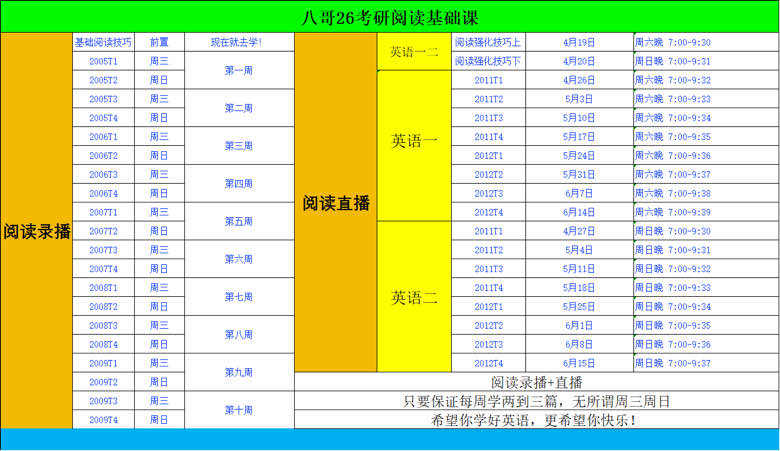 八哥26考研阅读基础课
阅读录播
基础阅读技巧 前置 现在就去学!
2005T1 周三 第一周
2005T2 周日
2005T3 周三 第二周
2005T4 周日
2006T1 周三 第三周
2006T2 周日
2006T3 周三 第四周
2006T4 周日
2007T1 周三 第五周
2007T2 周日
2007T3 周三 第六周
2007T4 周日
2008T1 周三 第七周
2008T2 周日
2008T3 周三 第八周
2008T4 周日
2009T1 周三 第九周
2009T2 周日
2009T3 周三 第十周
2009T4 周日
阅读直播
英语一二
阅读强化技巧上 4月19日 周六晚 7:00-9:30
阅读强化技巧下 4月20日 周日晚 7:00-9:31
英语一
2011T1 4月26日 周六晚 7:00-9:32
2011T2 5月3日 周六晚 7:00-9:33
2011T3 5月10日 周六晚 7:00-9:34
2011T4 5月17日 周六晚 7:00-9:35
2012T1 5月24日 周六晚 7:00-9:36
2012T2 5月31日 周六晚 7:00-9:37
2012T3 6月7日 周六晚 7:00-9:38
2012T4 6月14日 周六晚 7:00-9:39
英语二
2011T1 4月27日 周日晚 7:00-9:30
2011T2 5月4日 周日晚 7:00-9:31
2011T3 5月11日 周日晚 7:00-9:32
2011T4 5月18日 周日晚 7:00-9:33
2012T1 5月25日 周日晚 7:00-9:34
2012T2 6月1日 周日晚 7:00-9:35
2012T3 6月8日 周日晚 7:00-9:36
2012T4 6月15日 周日晚 7:00-9:37
阅读录播+直播
只要保证每周学两到三篇，无所谓周三周日
希望你学好英语，更希望你快乐！